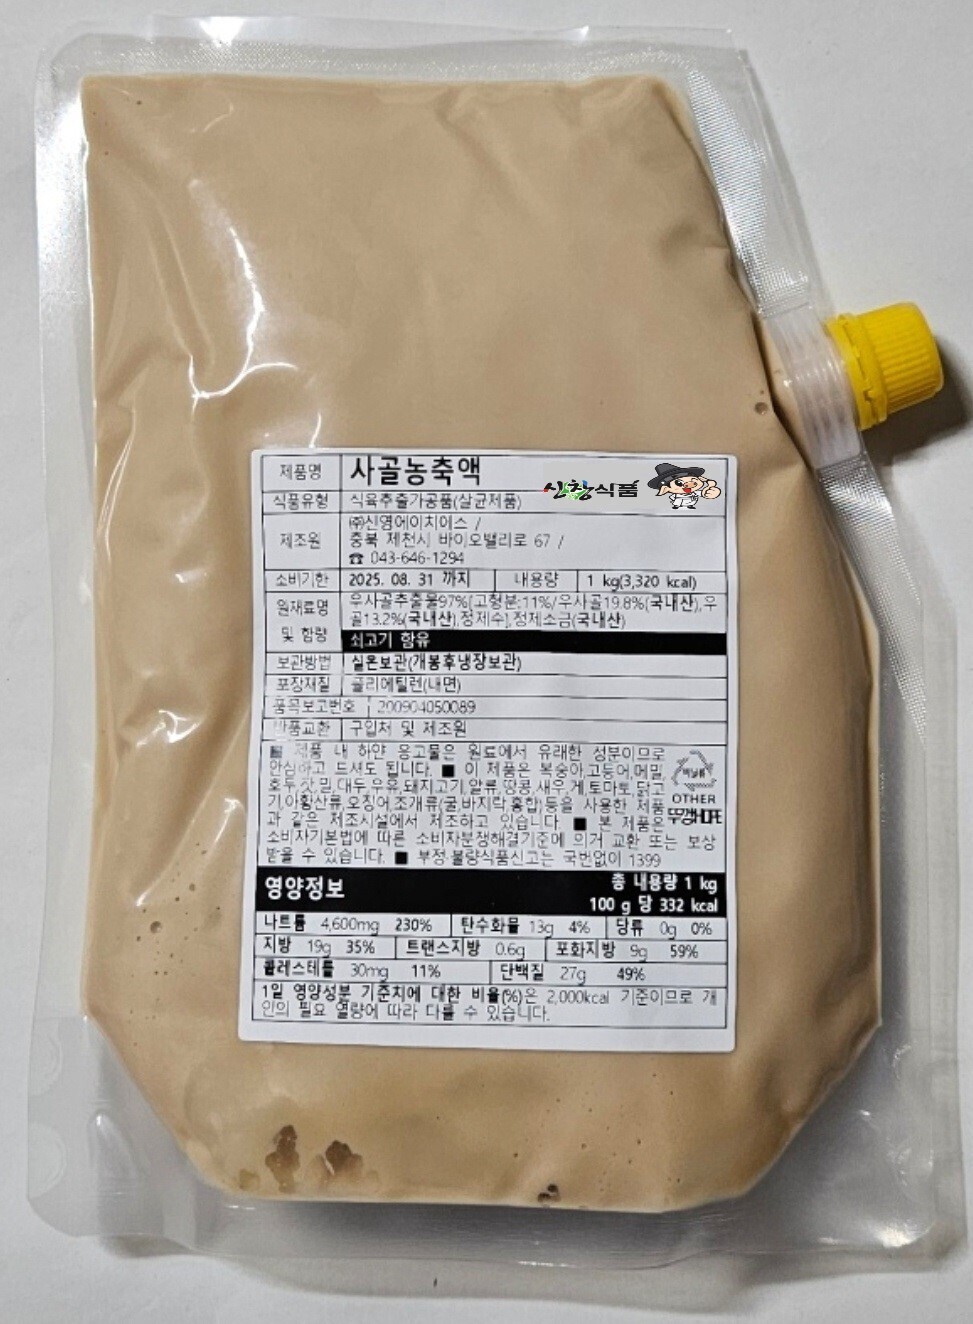 제품명 사골농축액 신창식품
식품유형 식육추출가공품(살균제품)
제조원 ㈜신영에이치에스 /
충북 제천시 바이오밸리로 67 /
☎ 043-646-1294
소비기한 2025. 08. 31 까지 내용량 1 kg(3,320 kcal)
원재료명 및 함량 우사골추출물97%[고형분:11%/우사골19.8%(국내산),우
골13.2%(국내산),정제수],정제소금(국내산)
쇠고기 함유
보관방법 실온보관(개봉후냉장보관)
포장재질 폴리에틸렌(내면)
품목보고번호 200904050089
반품교환 구입처 및 제조원
■ 제품 내 하얀 응고물은 원료에서 유래한 성분이므로
안심하고 드셔도 됩니다. ■ 이 제품은 복숭아,고등어,메밀,
호두,잣,밀,대두,우유,돼지고기,알류,땅콩,새우,게,토마토,닭고
기,아황산류,오징어,조개류(굴,바지락,홍합)등을 사용한 제품
과 같은 제조시설에서 제조하고 있습니다. ■ 본 제품은
소비자기본법에 따른 소비자분쟁해결기준에 의거 교환 또는 보상
받을 수 있습니다. ■ 부정·불량식품신고는 국번없이 1399
비닐류
OTHER
뚜껑:HDPE
영양정보 총 내용량 1 kg
100 g 당 332 kcal
나트륨 4,600mg 230% 탄수화물 13g 4% 당류 0g 0%
지방 19g 35% 트랜스지방 0.6g 포화지방 9g 59%
콜레스테롤 30mg 11% 단백질 27g 49%
1일 영양성분 기준치에 대한 비율(%)은 2,000kcal 기준이므로 개
인의 필요 열량에 따라 다를 수 있습니다.